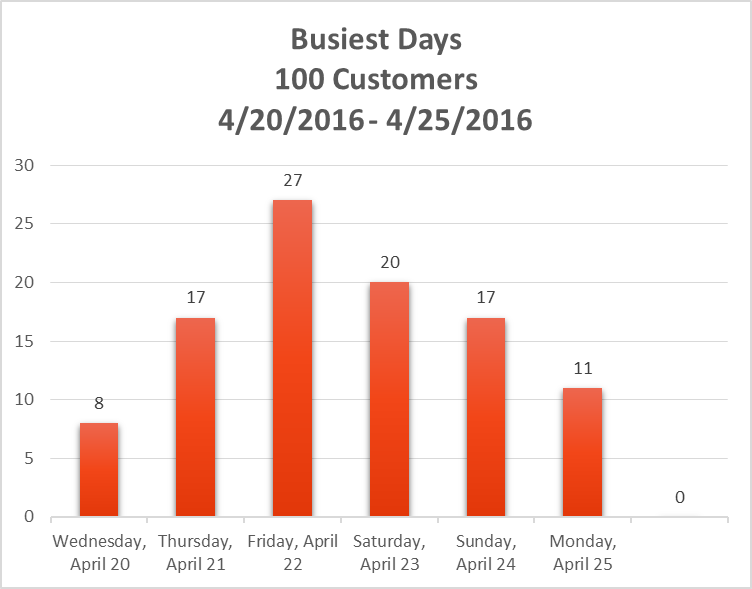 Busiest Days
100 Customers
4/20/2016 - 4/25/2016
30
25
20
15
10
5
0
8
17
27
20
17
11
0
Wednesday, April 20
Thursday, April 21
Friday, April 22
Saturday, April 23
Sunday, April 24
Monday, April 25